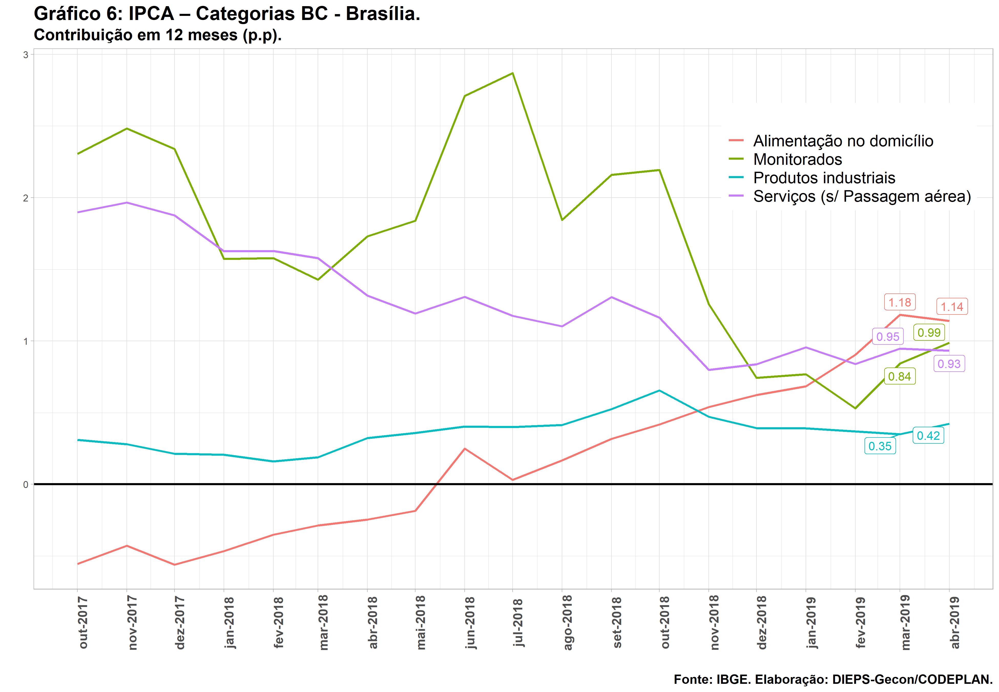 Gráfico 6: IPCA – Categorias BC - Brasília.
Contribuição em 12 meses (p.p).
3
2
1
0
Alimentação no domicílio
Monitorados
Produtos industriais
Serviços (s/ Passagem aérea)
1.18
1.14
0.95
0.99
0.93
0.84
0.42
0.35
out-2017
nov-2017
dez-2017
jan-2018
fev-2018
mar-2018
abr-2018
mai-2018
jun-2018
jul-2018
ago-2018
set-2018
out-2018
nov-2018
dez-2018
jan-2019
fev-2019
mar-2019
abr-2019
Fonte: IBGE. Elaboração: DIEPS-Gecon/CODEPLAN.